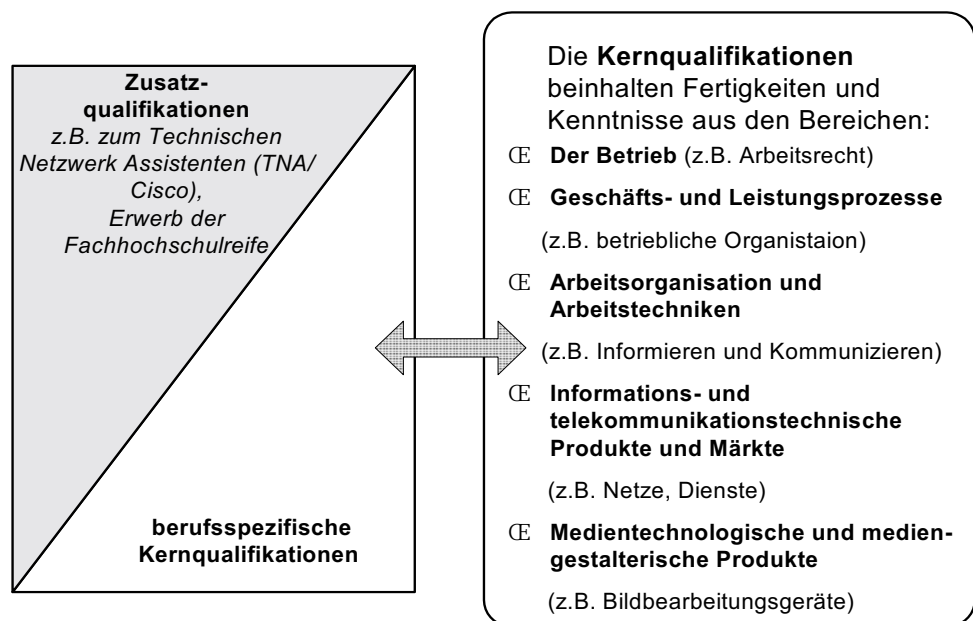 Zusatz-
qualifikationen
z.B. zum Technischen
Netzwerk Assistenten (TNA/
Cisco),
Erwerb der
Fachhochschulreife
berufsspezifische
Kernqualifikationen
Die Kernqualifikationen
beinhalten Fertigkeiten und
Kenntnisse aus den Bereichen:
Œ Der Betrieb (z.B. Arbeitsrecht)
Œ Geschäfts- und Leistungsprozesse
(z.B. betriebliche Organistaion)
Œ Arbeitsorganisation und
Arbeitstechniken
(z.B. Informieren und Kommunizieren)
Œ Informations- und
telekommunikationstechnische
Produkte und Märkte
(z.B. Netze, Dienste)
Œ Medientechnologische und medien-
gestalterische Produkte
(z.B. Bildbearbeitungsgeräte)